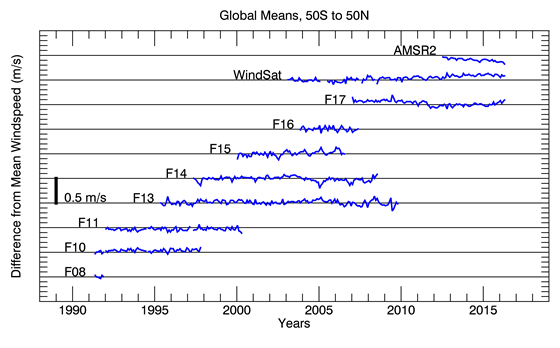 Global Means, 50S to 50N
Difference from Mean Windspeed (m/s)
AMSR2
WindSat
F17
F16
F15
F14
0.5 m/s
F13
F11
F10
F08
1990 1995 2000 2005 2010 2015
Years